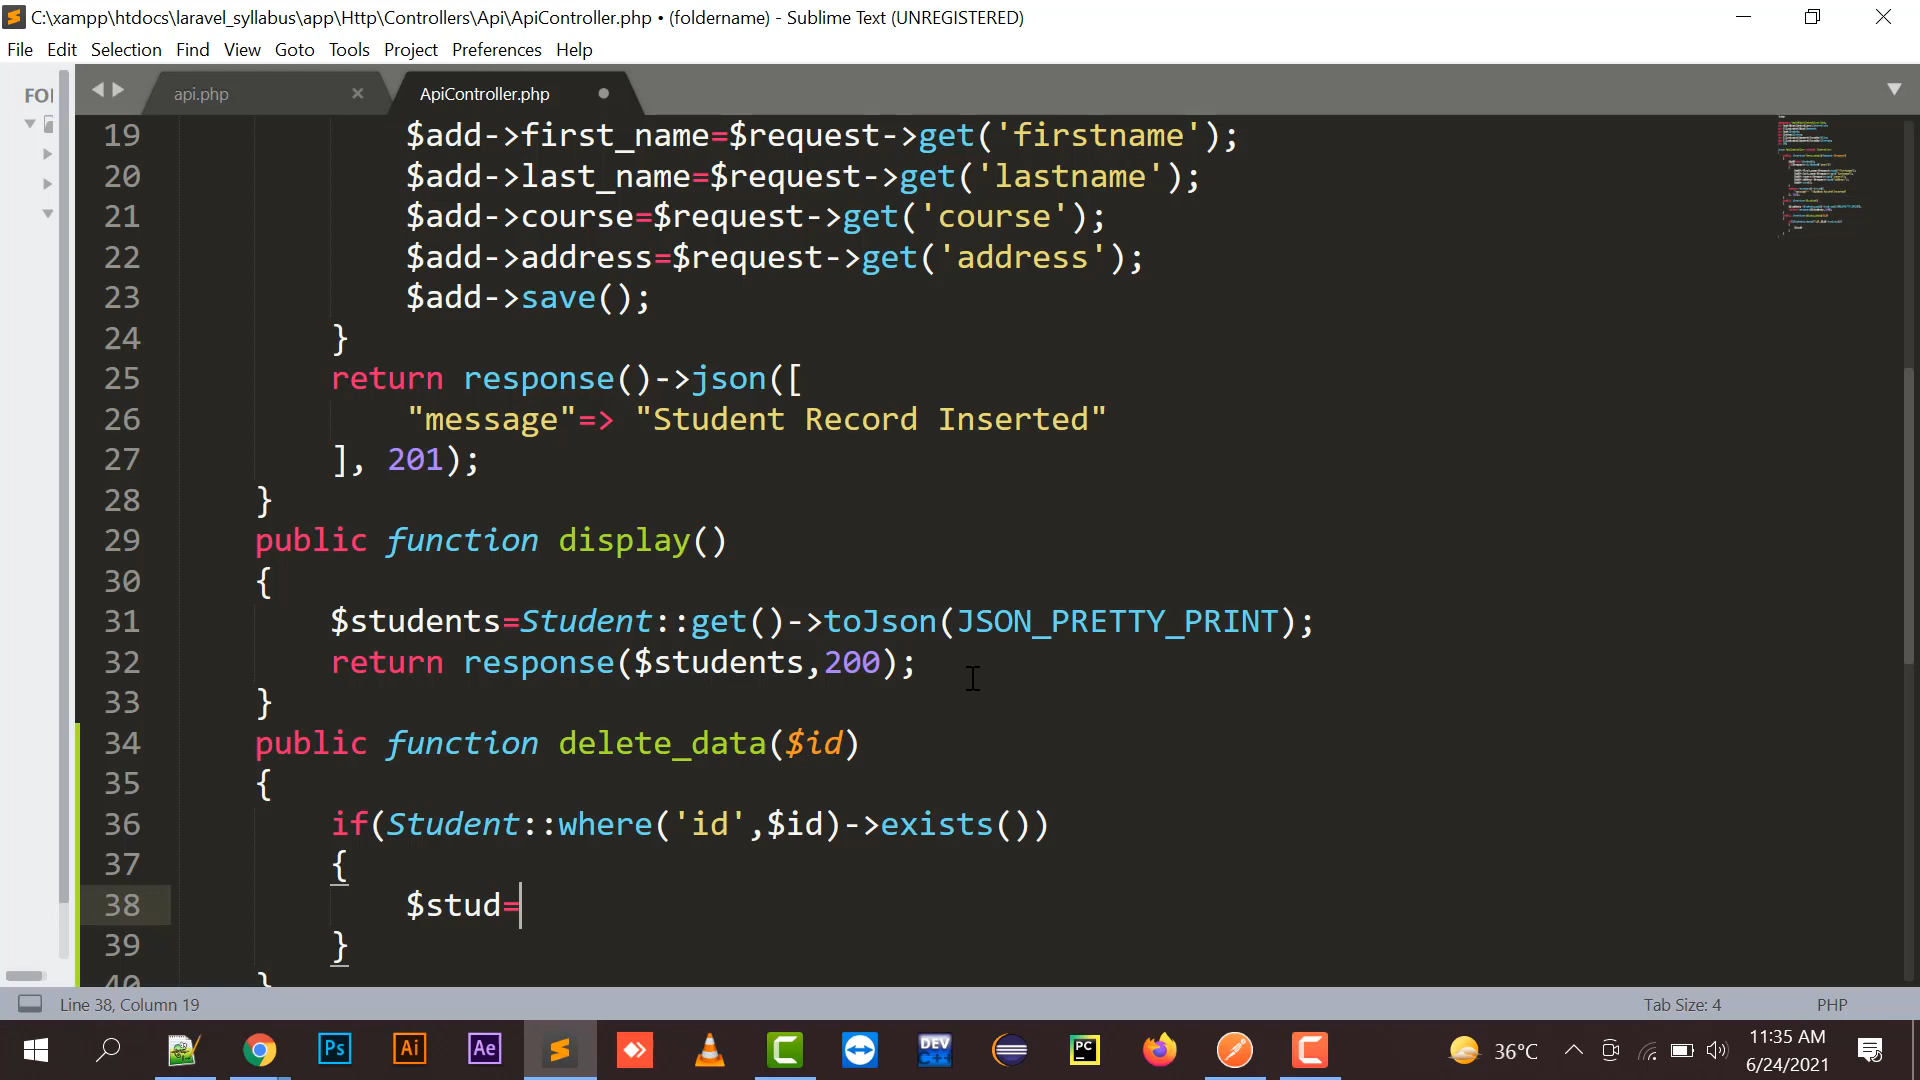 C:\xampp\htdocs\laravel_syllabus\app\Http\Controllers\Api\ApiController.php • (foldername) - Sublime Text (UNREGISTERED)
File Edit Selection Find View Goto Tools Project Preferences Help
FOI
api.php ApiController.php
19 $add->first_name=$request->get('firstname');
20 $add->last_name=$request->get('lastname');
21 $add->course=$request->get('course');
22 $add->address=$request->get('address');
23 $add->save();
24 }
25 return response()->json([
26 "message"=> "Student Record Inserted"
27 ], 201);
28 }
29 public function display()
30 {
31 $students=Student::get()->toJson(JSON_PRETTY_PRINT);
32 return response($students,200);
33 }
34 public function delete_data($id)
35 {
36 if(Student::where('id',$id)->exists())
37 {
38 $stud=
39 }
40 }
Line 38, Column 19 Tab Size: 4 PHP
Ps Ai Ae DEV C++ PC
36°C
11:35 AM
6/24/2021